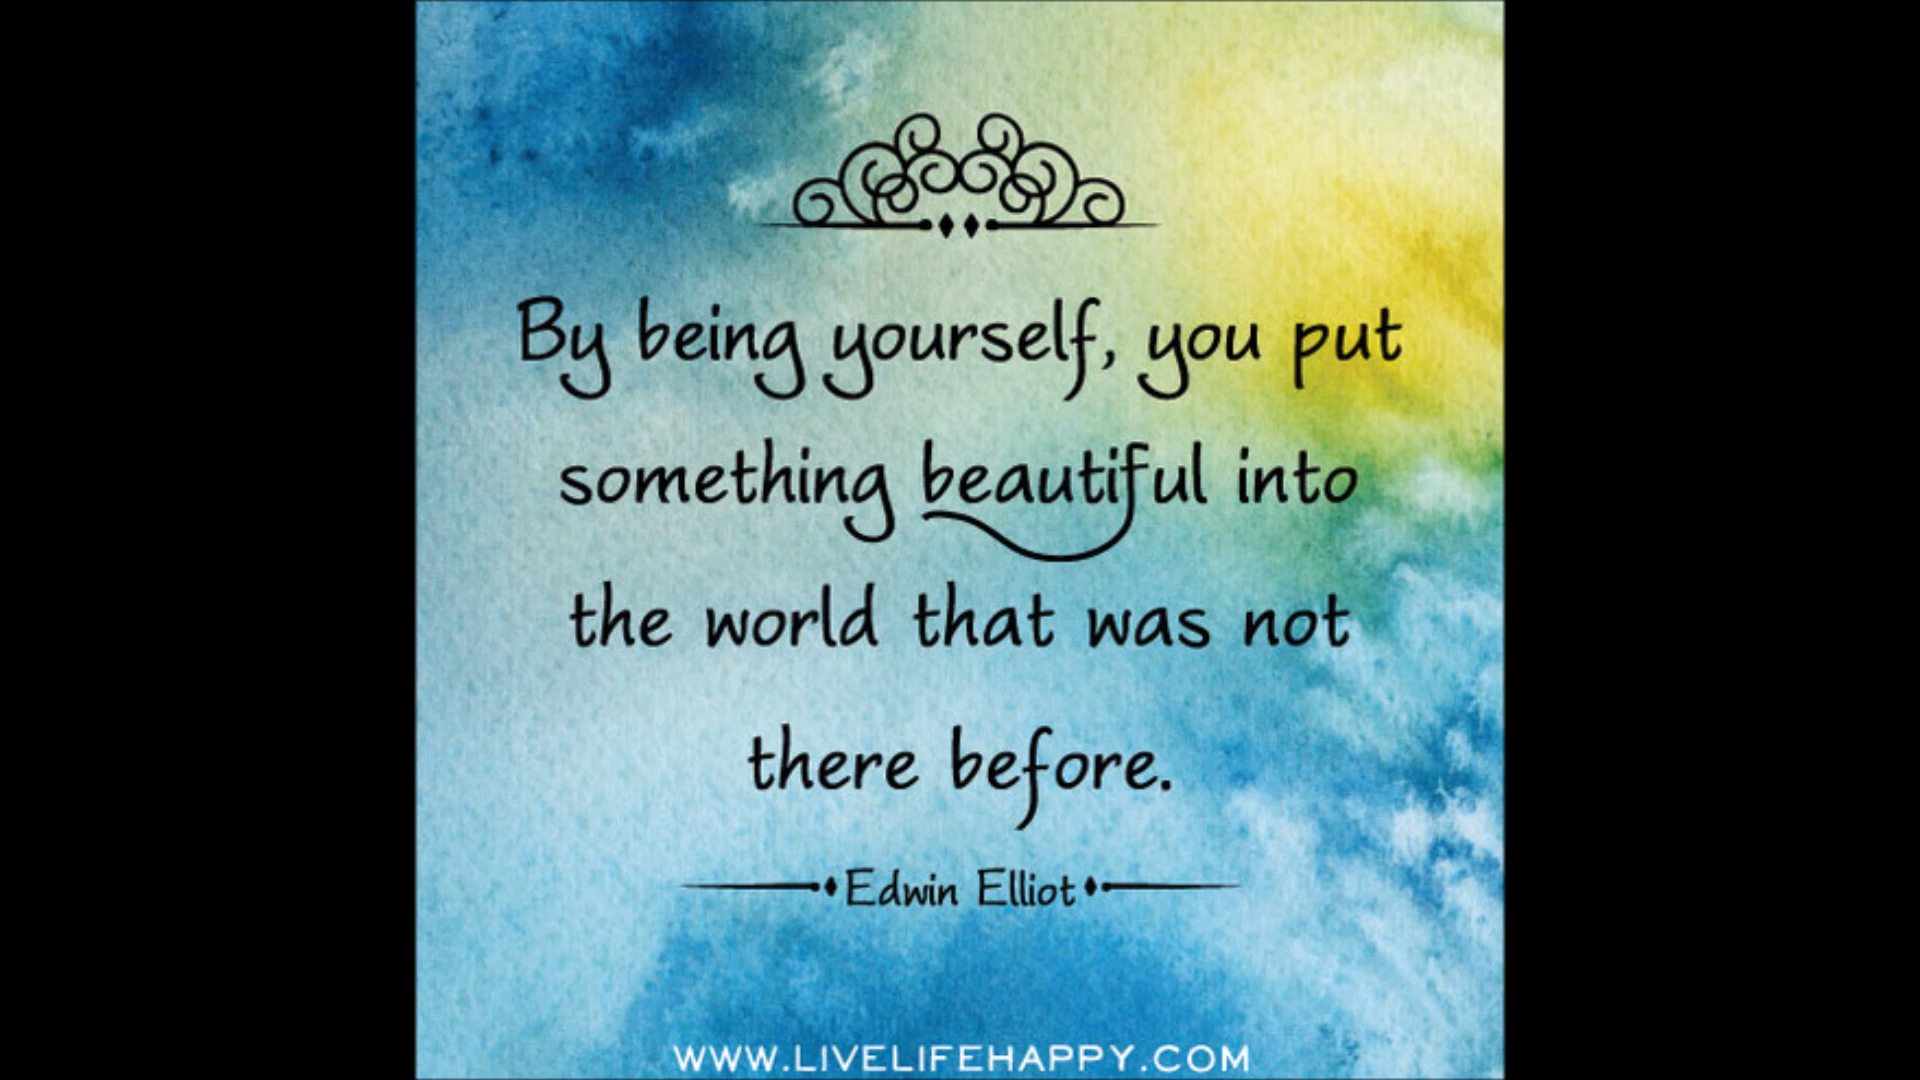 By being yourself, you put
something beautiful into
the world that was not
there before.
Edwin Elliot
WWW.LIVELIFEHAPPY.COM